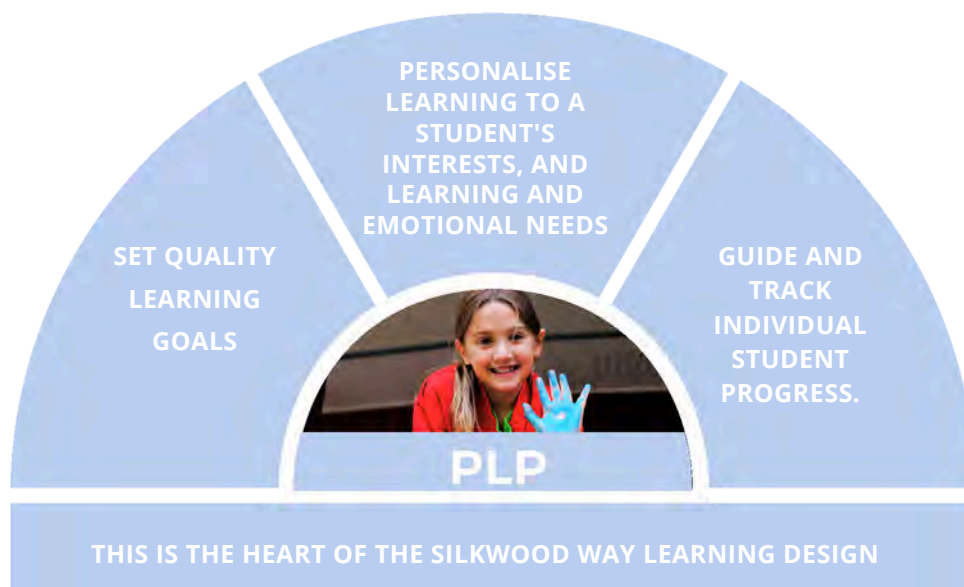 PERSONALISE
LEARNING TO A
STUDENT'S
INTERESTS, AND
LEARNING AND
EMOTIONAL NEEDS
SET QUALITY
LEARNING
GOALS
GUIDE AND
TRACK
INDIVIDUAL
STUDENT
PROGRESS.
PLP
THIS IS THE HEART OF THE SILKWOOD WAY LEARNING DESIGN